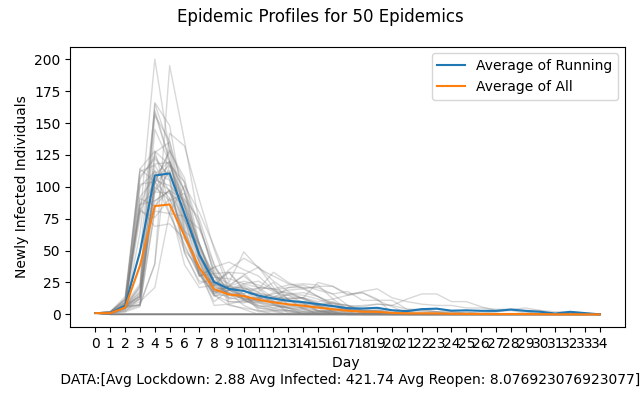 Epidemic Profiles for 50 Epidemics
Average of Running
Average of All
Newly Infected Individuals
200
175
150
125
100
75
50
25
0
0 1 2 3 4 5 6 7 8 9 10 11 12 13 14 15 16 17 18 19 20 21 22 23 24 25 26 27 28 29 30 31 32 33 34
Day
DATA:[Avg Lockdown: 2.88 Avg Infected: 421.74 Avg Reopen: 8.076923076923077]